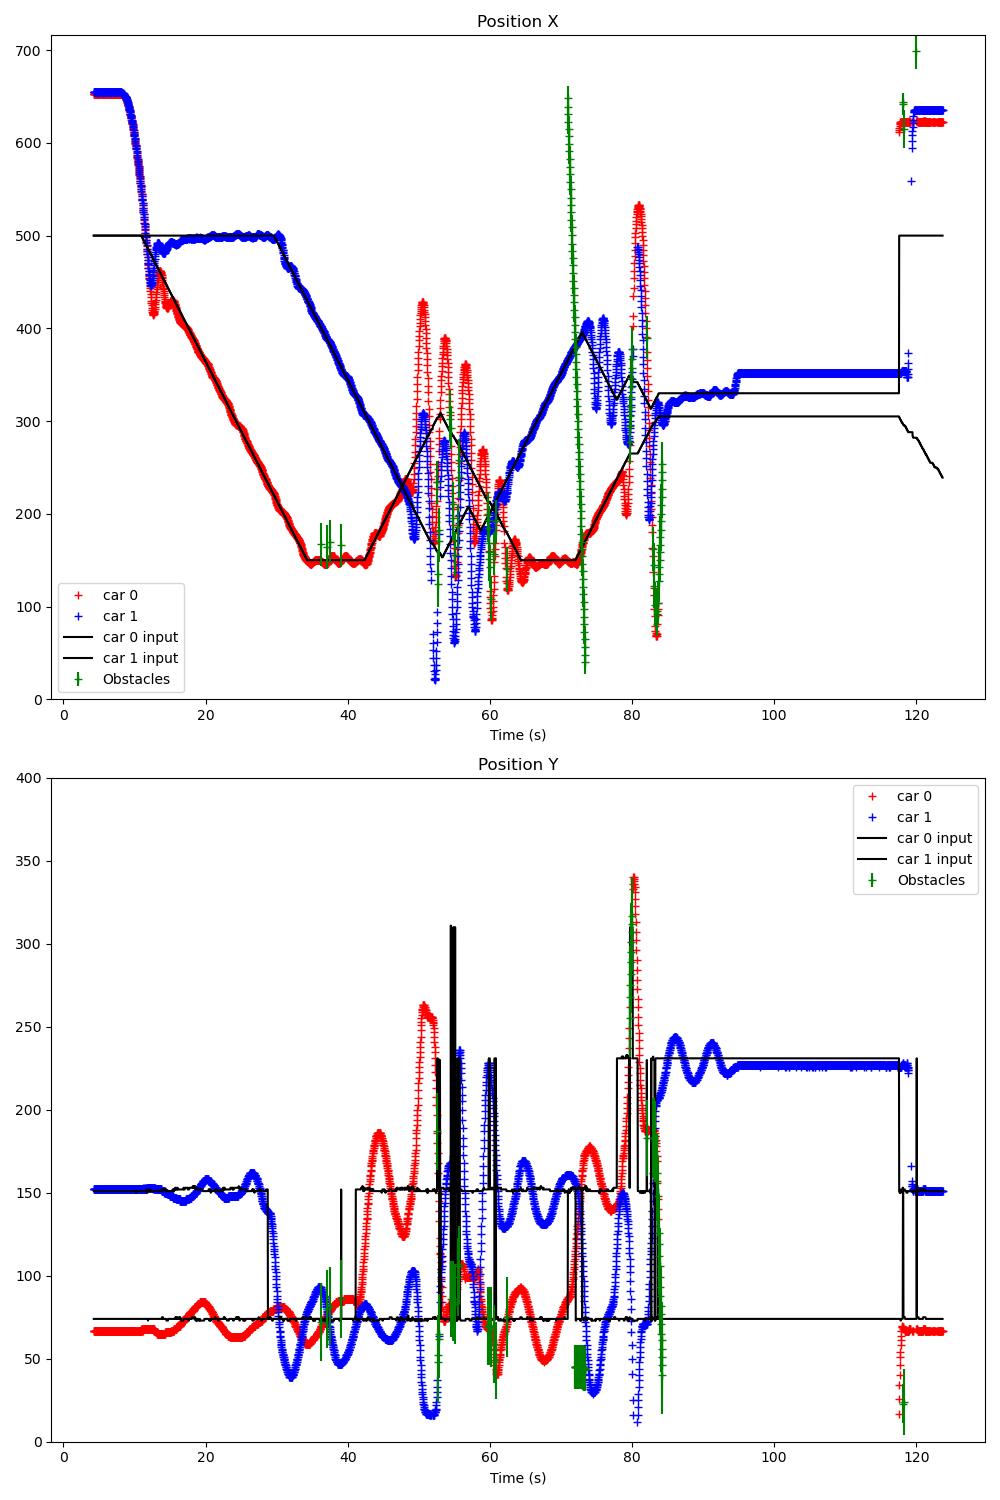 Position X
700
600
500
400
300
200
100
0
car 0
car 1
car 0 input
car 1 input
Obstacles
0 20 40 60 80 100 120
Time (s)
Position Y
400
350
300
250
200
150
100
50
0
car 0
car 1
car 0 input
car 1 input
Obstacles
0 20 40 60 80 100 120
Time (s)